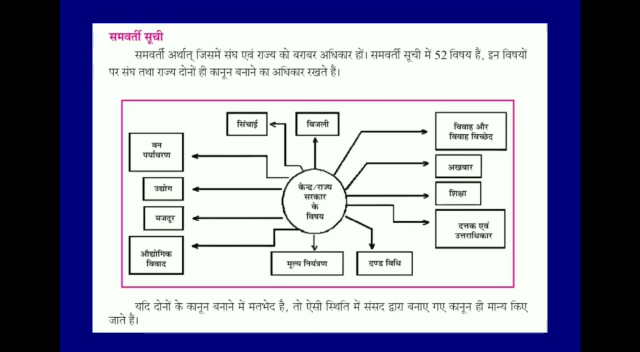 समवर्ती सूची
समवर्ती अर्थात् जिसमें संघ एवं राज्य को बराबर अधिकार हों। समवर्ती सूची में 52 विषय हैं, इन विषयों
पर संघ तथा राज्य दोनों ही कानून बनाने का अधिकार रखते हैं।
सिंचाई
बिजली
विवाह और
विवाह विच्छेद
वन
पर्यावरण
अखबार
उद्योग
केन्द्र/राज्य
सरकार
के
विषय
शिक्षा
मजदूर
दत्तक एवं
उत्तराधिकार
औद्योगिक
विवाद
मूल्य नियंत्रण
दण्ड विधि
यदि दोनों के कानून बनाने में मतभेद है, तो ऐसी स्थिति में संसद द्वारा बनाए गए कानून ही मान्य किए
जाते हैं।